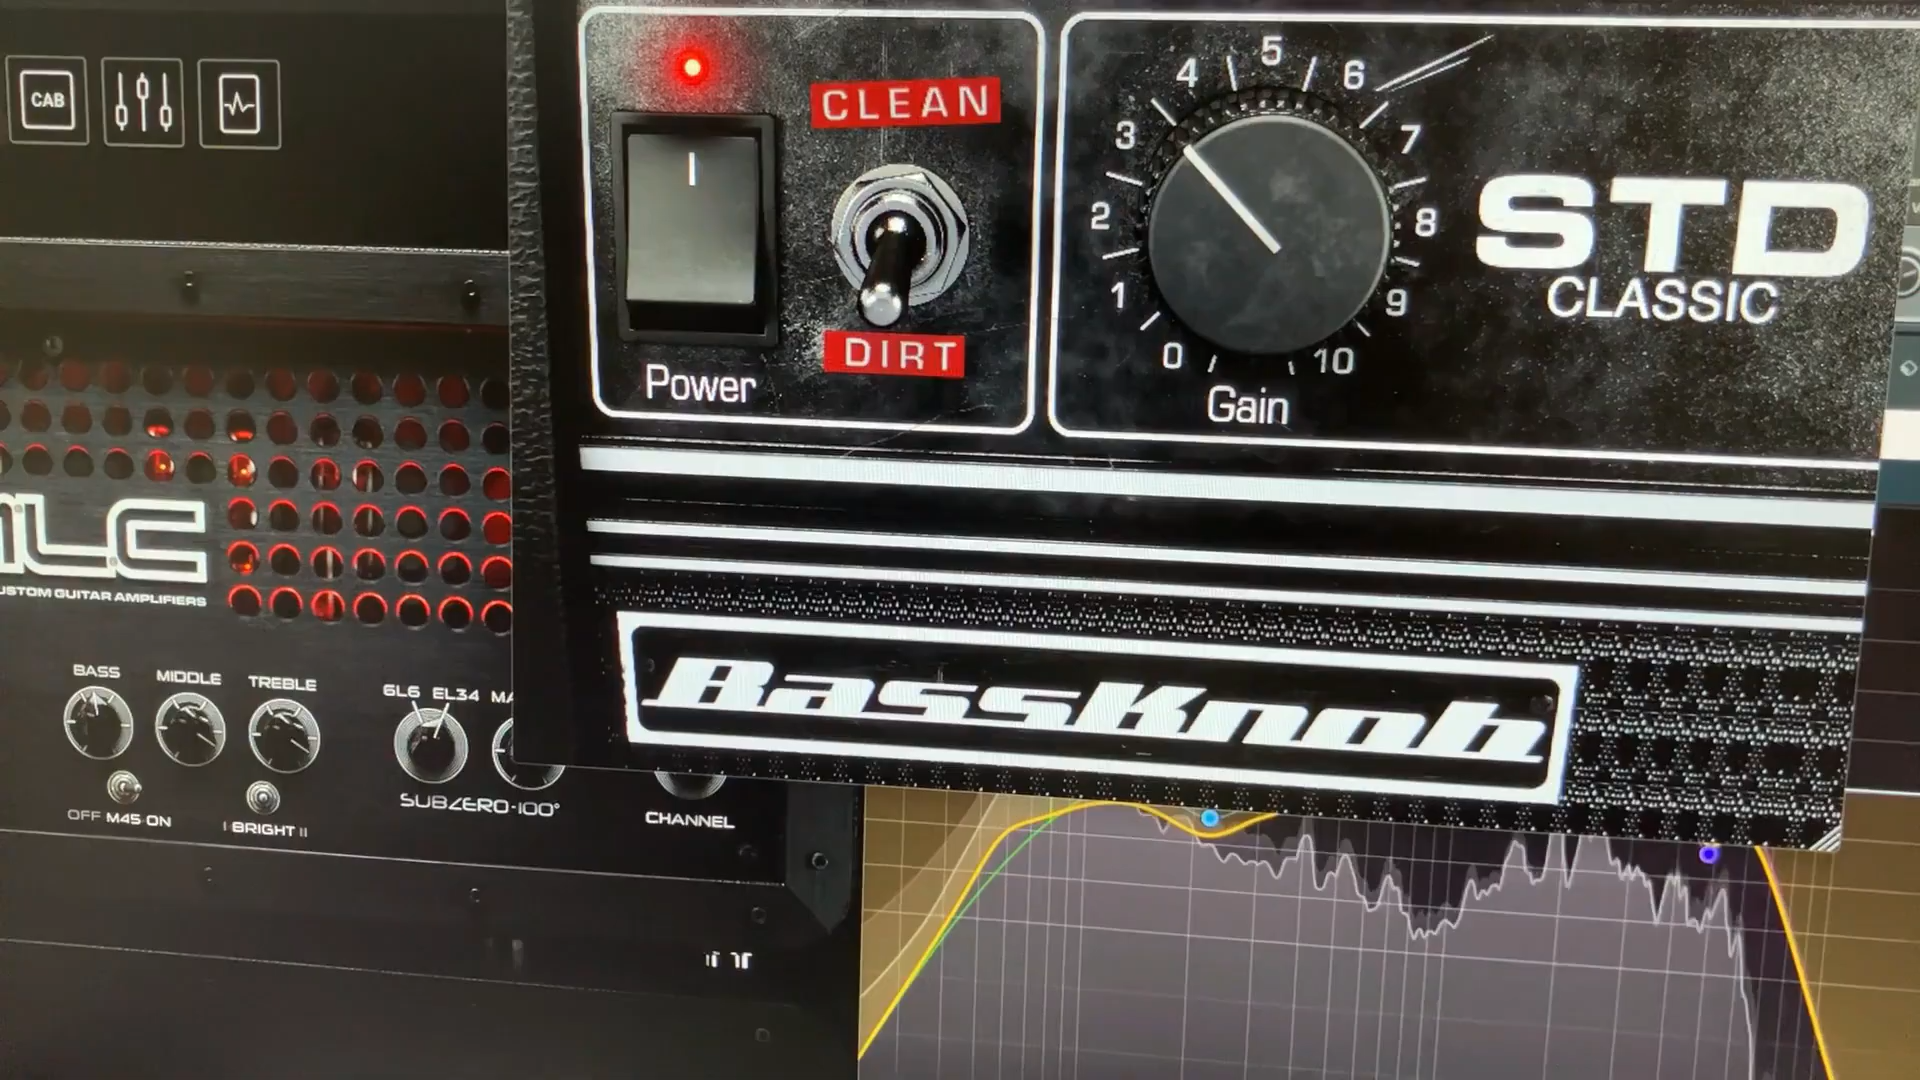 CAB
CLEAN
DIRT
Power
0
1
2
3
4
5
6
7
8
9
10
Gain
STD
CLASSIC
BassKnob
CUSTOM GUITAR AMPLIFIERS
BASS
MIDDLE
TREBLE
6L6 EL34
OFF M45 ON
I BRIGHT II
SUBZERO-100°
CHANNEL